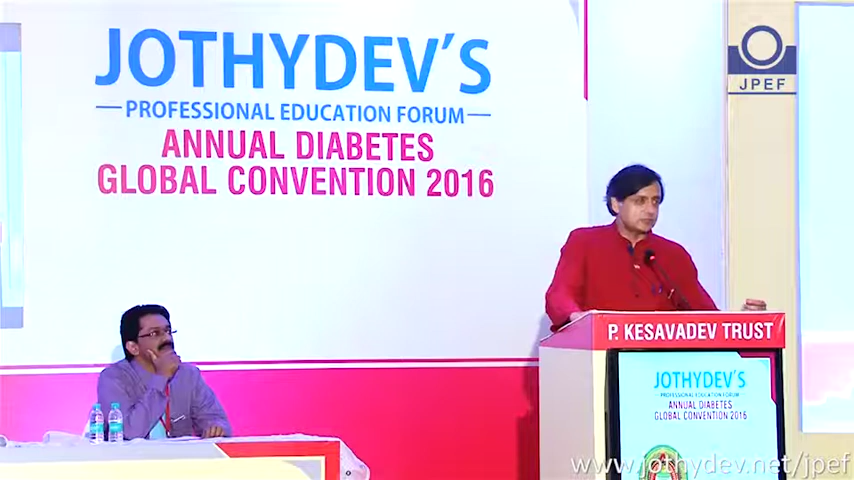 JOTHYDEV'S
PROFESSIONAL EDUCATION FORUM
ANNUAL DIABETES
GLOBAL CONVENTION 2016
JPEF
P. KESAVADEV TRUST
JOTHYDEV'S
PROFESSIONAL EDUCATION FORUM
ANNUAL DIABETES
GLOBAL CONVENTION 2016
www.jothydev.net/jpef